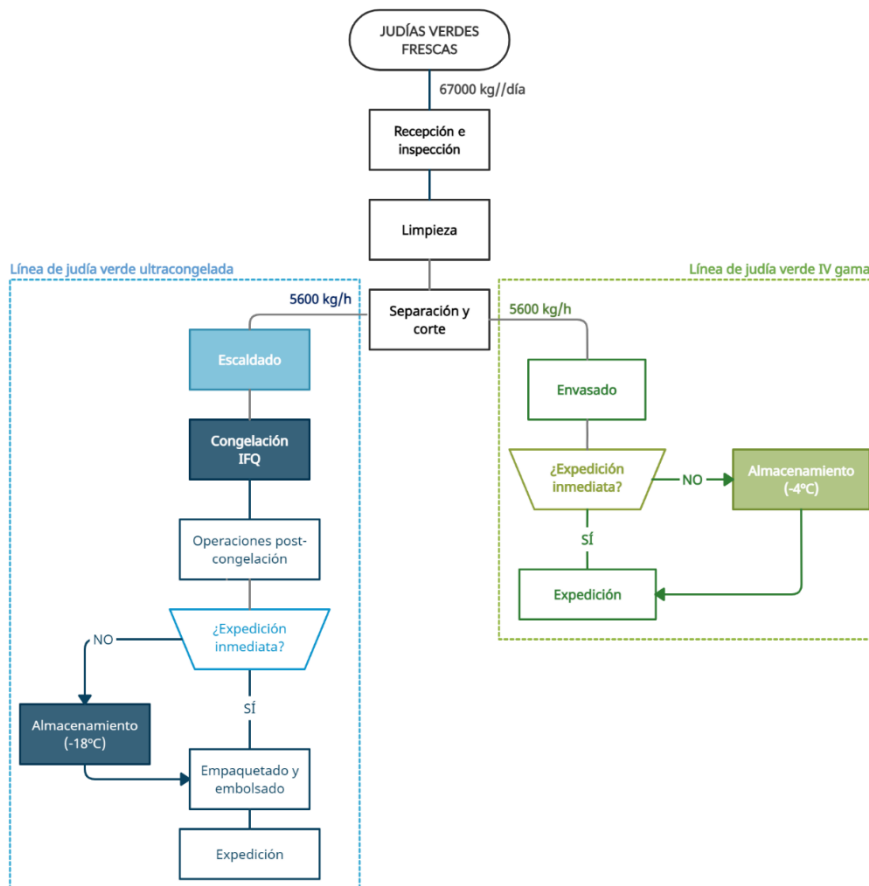 JUDÍAS VERDES
FRESCAS
67000 kg//día
Recepción e
inspección
Limpieza
Línea de judía verde ultracongelada
Línea de judía verde IV gama
5600 kg/h
Separación y
corte
5600 kg/h
Escaldado
Envasado
Congelación
IFQ
¿Expedición
inmediata?
NO
Almacenamiento
(-4ºC)
Operaciones post-
congelación
SÍ
Expedición
¿Expedición
inmediata?
NO
SÍ
Almacenamiento
(-18ºC)
Empaquetado y
embolsado
Expedición